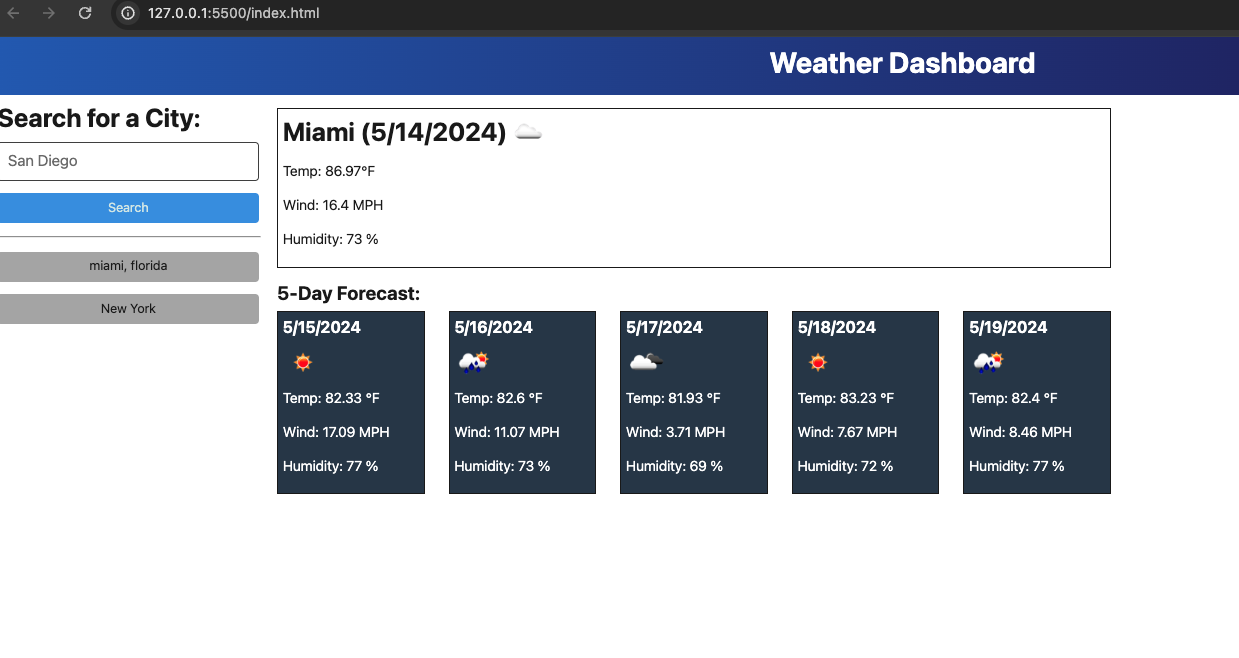 127.0.0.1:5500/index.html
Weather Dashboard
Search for a City:
San Diego
Search
miami, florida
New York
Miami (5/14/2024)
Temp: 86.97°F
Wind: 16.4 MPH
Humidity: 73 %
5-Day Forecast:
5/15/2024
Temp: 82.33 °F
Wind: 17.09 MPH
Humidity: 77 %
5/16/2024
Temp: 82.6 °F
Wind: 11.07 MPH
Humidity: 73 %
5/17/2024
Temp: 81.93 °F
Wind: 3.71 MPH
Humidity: 69 %
5/18/2024
Temp: 83.23 °F
Wind: 7.67 MPH
Humidity: 72 %
5/19/2024
Temp: 82.4 °F
Wind: 8.46 MPH
Humidity: 77 %